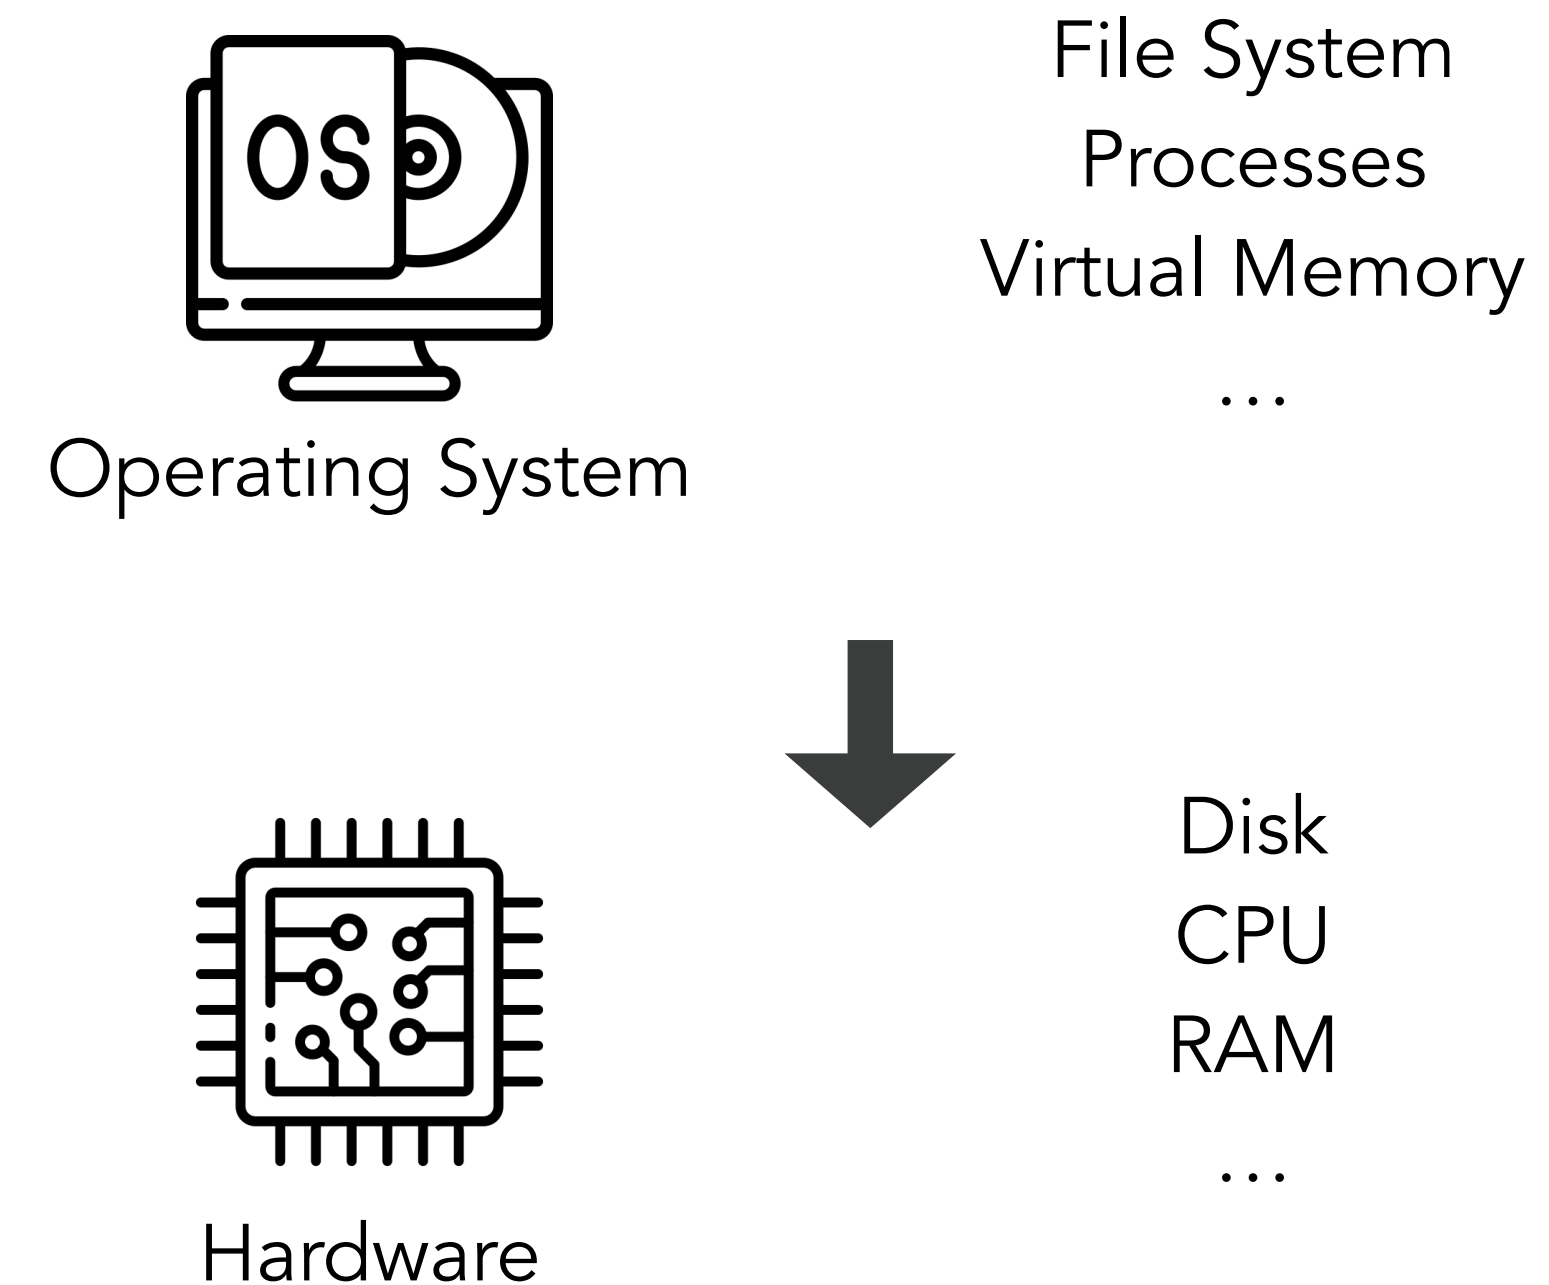 OS
Operating System
File System
Processes
Virtual Memory
…
Hardware
Disk
CPU
RAM
…